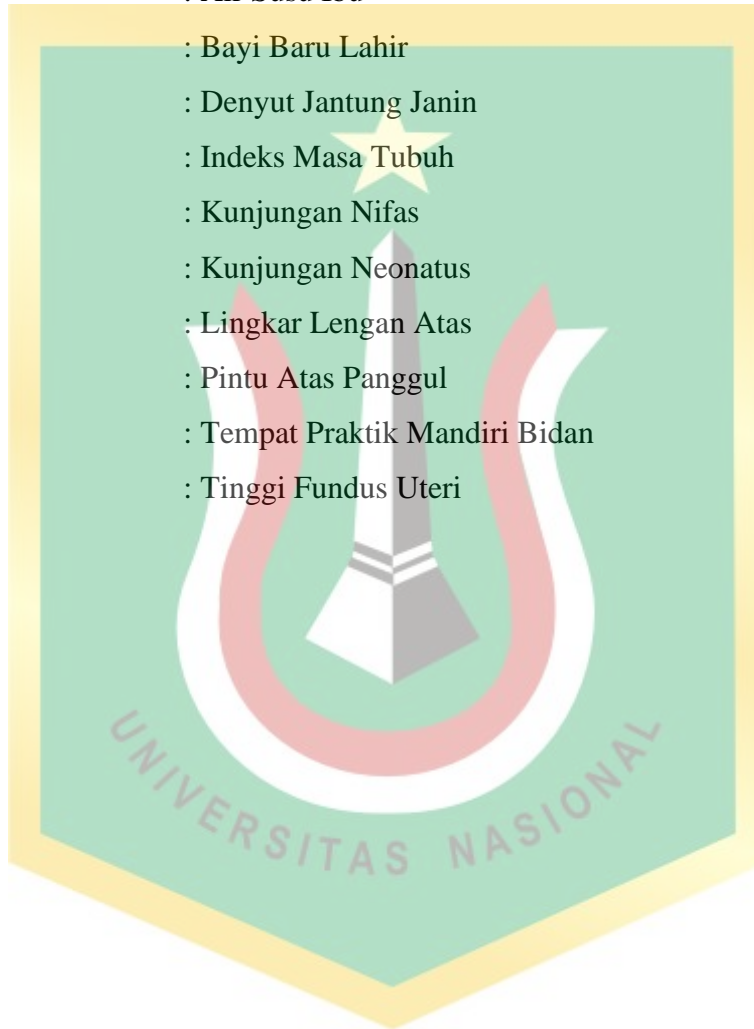 : Bayi Baru Lahir
: Denyut Jantung Janin
: Indeks Masa Tubuh
: Kunjungan Nifas
: Kunjungan Neonatus
: Lingkar Lengan Atas
: Pintu Atas Panggul
: Tempat Praktik Mandiri Bidan
: Tinggi Fundus Uteri
UNIVERSITAS NASIONAL